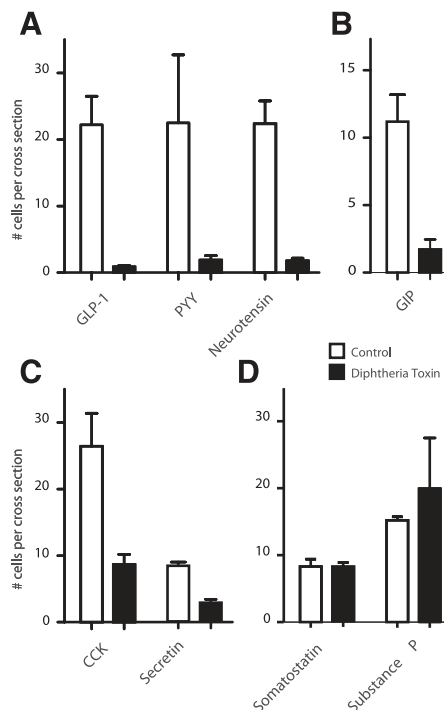 A
B
# cells per cross section
30
20
10
0
GLP-1
PYY
Neurotensin
15
10
5
0
GIP
Control
Diphtheria Toxin
C
D
# cells per cross section
30
20
10
0
CCK
Secretin
30
20
10
0
Somatostatin
Substance P